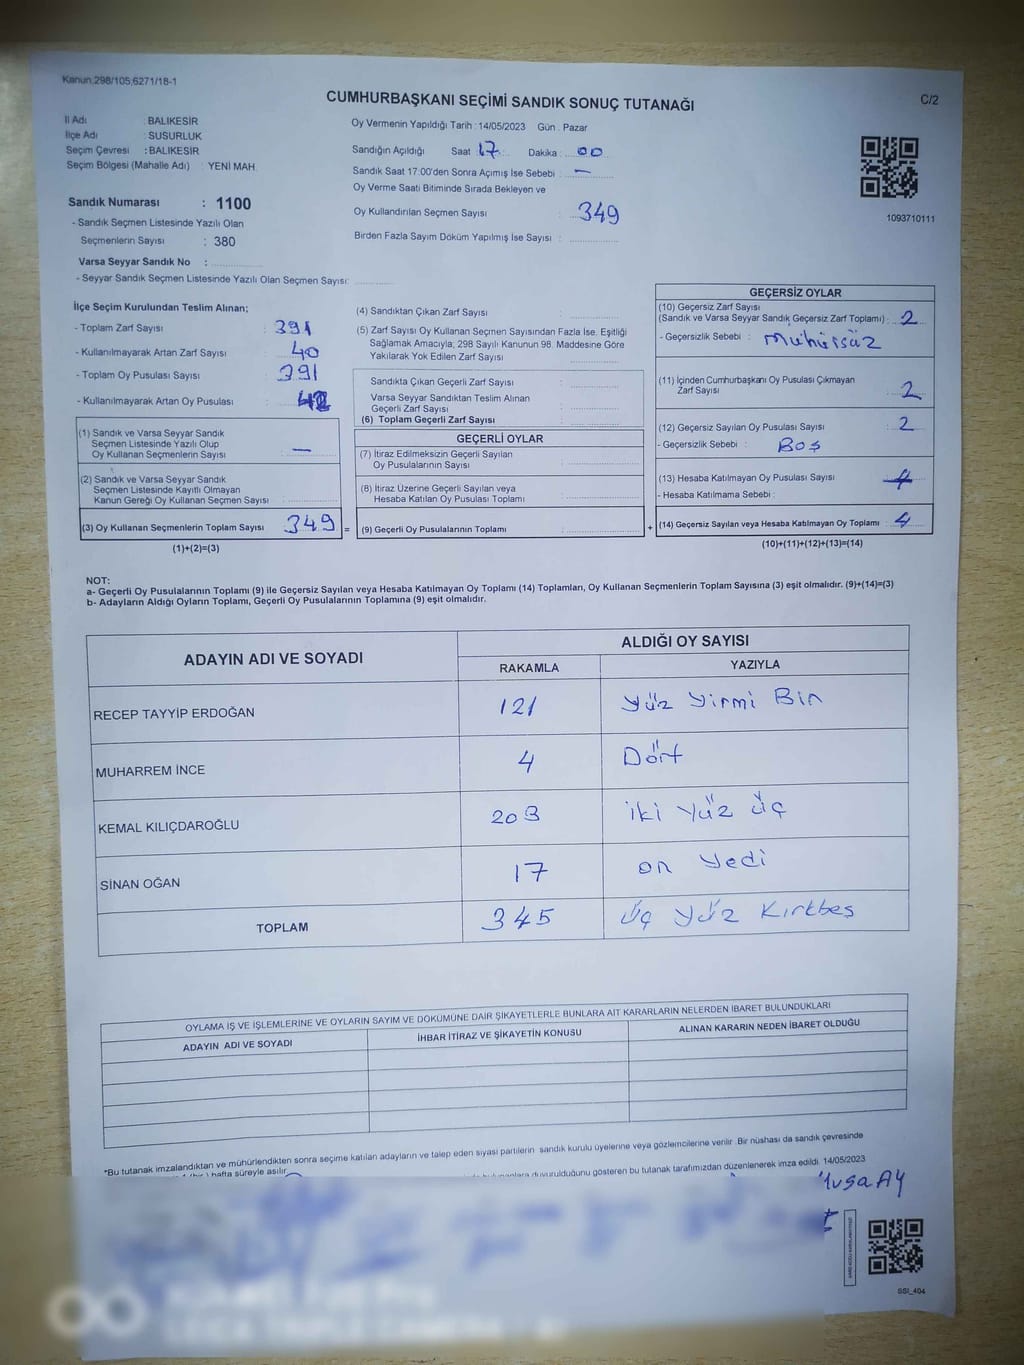 Kanun.298/105,6271/18-1
CUMHURBAŞKANI SEÇİMİ SANDIK SONUÇ TUTANAĞI
C/2
İl Adı : BALIKESİR
İlçe Adı : SUSURLUK
Seçim Çevresi : BALIKESİR
Seçim Bölgesi (Mahalle Adı) : YENİ MAH.
Sandık Numarası : 1100
- Sandık Seçmen Listesinde Yazılı Olan
Seçmenlerin Sayısı : 380
Varsa Seyyar Sandık No :
- Seyyar Sandık Seçmen Listesinde Yazılı Olan Seçmen Sayısı:
Oy Vermenin Yapıldığı Tarih : 14/05/2023 Gün : Pazar
Sandığın Açıldığı Saat 17 Dakika : 00
Sandık Saat 17:00'den Sonra Açımış İse Sebebi : —
Oy Verme Saati Bitiminde Sırada Bekleyen ve
Oy Kullandırılan Seçmen Sayısı : 349
Birden Fazla Sayım Döküm Yapılmış İse Sayısı :
1093710111
İlçe Seçim Kurulundan Teslim Alınan;
- Toplam Zarf Sayısı : 391
- Kullanılmayarak Artan Zarf Sayısı : 40
- Toplam Oy Pusulası Sayısı : 391
- Kullanılmayarak Artan Oy Pusulası :
(1) Sandık ve Varsa Seyyar Sandık
Seçmen Listesinde Yazılı Olup
Oy Kullanan Seçmenlerin Sayısı : —
(2) Sandık ve Varsa Seyyar Sandık
Seçmen Listesinde Kayıtlı Olmayan
Kanun Gereği Oy Kullanan Seçmen Sayısı :
(3) Oy Kullanan Seçmenlerin Toplam Sayısı : 349 =
(1)+(2)=(3)
(4) Sandıktan Çıkan Zarf Sayısı :
(5) Zarf Sayısı Oy Kullanan Seçmen Sayısından Fazla İse, Eşitliği
Sağlamak Amacıyla, 298 Sayılı Kanunun 98. Maddesine Göre
Yakılarak Yok Edilen Zarf Sayısı :
Sandıkta Çıkan Geçerli Zarf Sayısı :
Varsa Seyyar Sandıktan Teslim Alınan
Geçerli Zarf Sayısı :
(6) Toplam Geçerli Zarf Sayısı :
GEÇERLİ OYLAR
(7) İtiraz Edilmeksizin Geçerli Sayılan
Oy Pusulalarının Sayısı :
(8) İtiraz Üzerine Geçerli Sayılan veya
Hesaba Katılan Oy Pusulası Toplamı :
(9) Geçerli Oy Pusulalarının Toplamı : +
GEÇERSİZ OYLAR
(10) Geçersiz Zarf Sayısı
(Sandık ve Varsa Seyyar Sandık Geçersiz Zarf Toplamı) : 2
- Geçersizlik Sebebi : Mühürsüz
(11) İçinden Cumhurbaşkanı Oy Pusulası Çıkmayan
Zarf Sayısı : 2
(12) Geçersiz Sayılan Oy Pusulası Sayısı : 2
- Geçersizlik Sebebi : Boş
(13) Hesaba Katılmayan Oy Pusulası Sayısı : 4
- Hesaba Katılmama Sebebi :
(14) Geçersiz Sayılan veya Hesaba Katılmayan Oy Toplamı : 4
(10)+(11)+(12)+(13)=(14)
NOT:
a- Geçerli Oy Pusulalarının Toplamı (9) ile Geçersiz Sayılan veya Hesaba Katılmayan Oy Toplamı (14) Toplamları, Oy Kullanan Seçmenlerin Toplam Sayısına (3) eşit olmalıdır. (9)+(14)=(3)
b- Adayların Aldığı Oyların Toplamı, Geçerli Oy Pusulalarının Toplamına (9) eşit olmalıdır.
ADAYIN ADI VE SOYADI
ALDIĞI OY SAYISI
RAKAMLA YAZIYLA
RECEP TAYYİP ERDOĞAN 121 Yüz Yirmi Bir
MUHARREM İNCE 4 Dört
KEMAL KILIÇDAROĞLU 203 iki yüz üç
SİNAN OĞAN 17 on yedi
TOPLAM 345 üç yüz Kırkbeş
OYLAMA İŞ VE İŞLEMLERİNE VE OYLARIN SAYIM VE DÖKÜMÜNE DAİR ŞİKAYETLERLE BUNLARA AİT KARARLARIN NELERDEN İBARET BULUNDUKLARI
ADAYIN ADI VE SOYADI
İHBAR İTİRAZ VE ŞİKAYETİN KONUSU
ALINAN KARARIN NEDEN İBARET OLDUĞU
*Bu tutanak imzalandıktan ve mühürlendikten sonra seçime katılan adayların ve talep eden siyasi partilerin sandık kurulu üyelerine veya gözlemcilerine verilir. Bir nüshası da sandık çevresinde
hafta süreyle asılır. duyurulduğunu gösteren bu tutanak tarafımızdan düzenlenerek imza edildi. 14/05/2023
Musa AY
SSİ_404